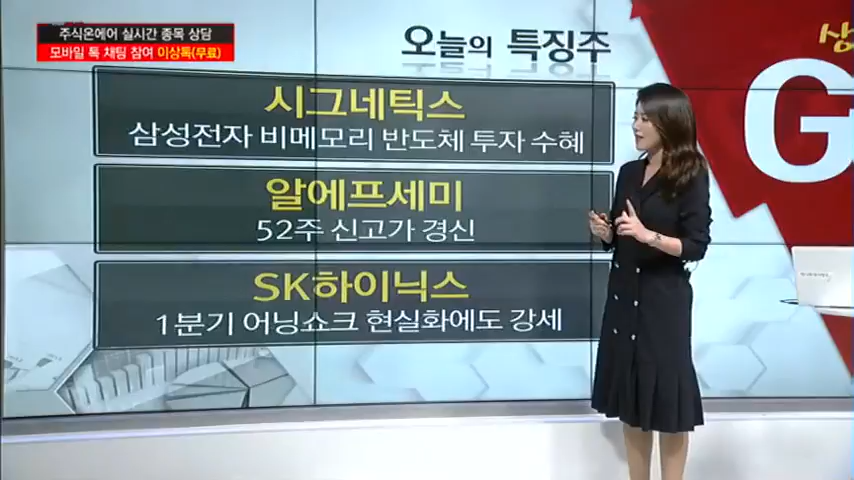 주식온에어 실시간 종목 상담
모바일 톡 채팅 참여 이상톡(무료)
오늘의 특징주
상
G
시그네틱스
삼성전자 비메모리 반도체 투자 수혜
알에프세미
52주 신고가 경신
SK하이닉스
1분기 어닝쇼크 현실화에도 강세